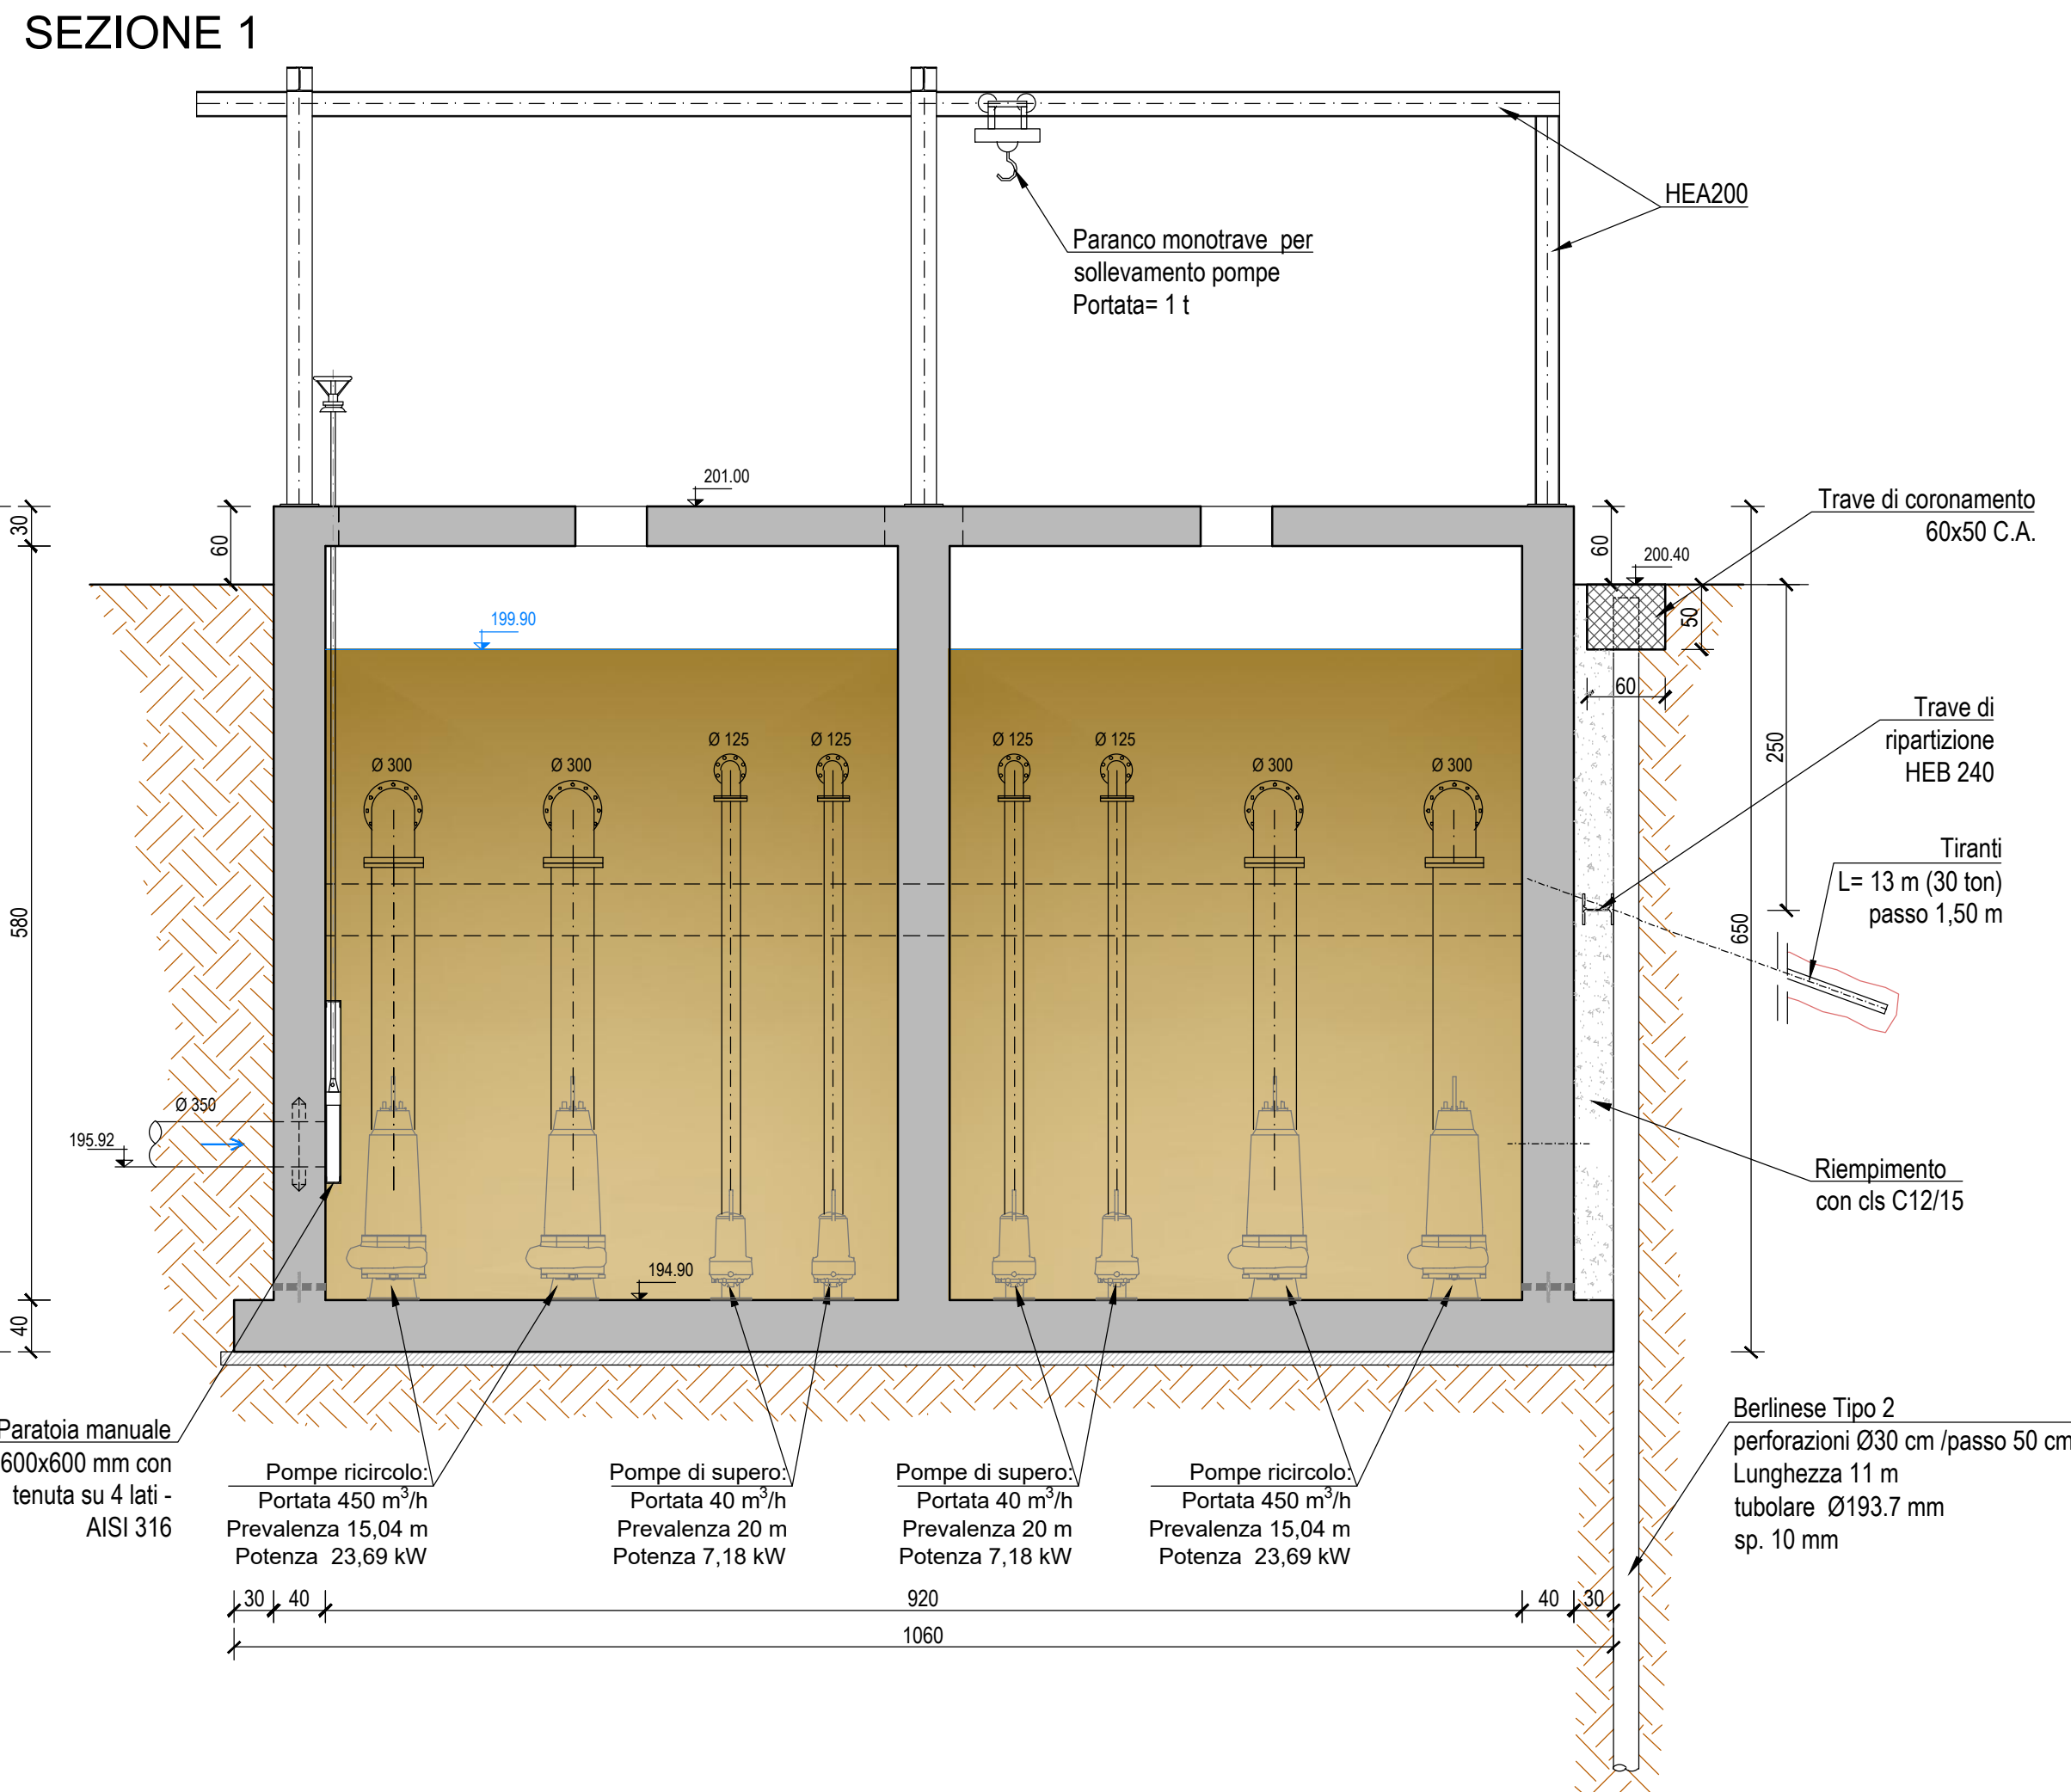 SEZIONE 1
HEA200
Paranco monotrave per
sollevamento pompe
Portata= 1 t
201.00
30
60
60
200.40
Trave di coronamento
60x50 C.A.
199.90
50
60
250
Trave di
ripartizione
HEB 240
Ø 300
Ø 300
Ø 125
Ø 125
Ø 125
Ø 125
Ø 300
Ø 300
Tiranti
L= 13 m (30 ton)
passo 1,50 m
580
650
Ø 350
195.92
Riempimento
con cls C12/15
194.90
40
Paratoia manuale
600x600 mm con
tenuta su 4 lati -
AISI 316
Pompe ricircolo:
Portata 450 m³/h
Prevalenza 15,04 m
Potenza 23,69 kW
Pompe di supero:
Portata 40 m³/h
Prevalenza 20 m
Potenza 7,18 kW
Pompe di supero:
Portata 40 m³/h
Prevalenza 20 m
Potenza 7,18 kW
Pompe ricircolo:
Portata 450 m³/h
Prevalenza 15,04 m
Potenza 23,69 kW
Berlinese Tipo 2
perforazioni Ø30 cm /passo 50 cm
Lunghezza 11 m
tubolare Ø193.7 mm
sp. 10 mm
30
40
920
40
30
1060